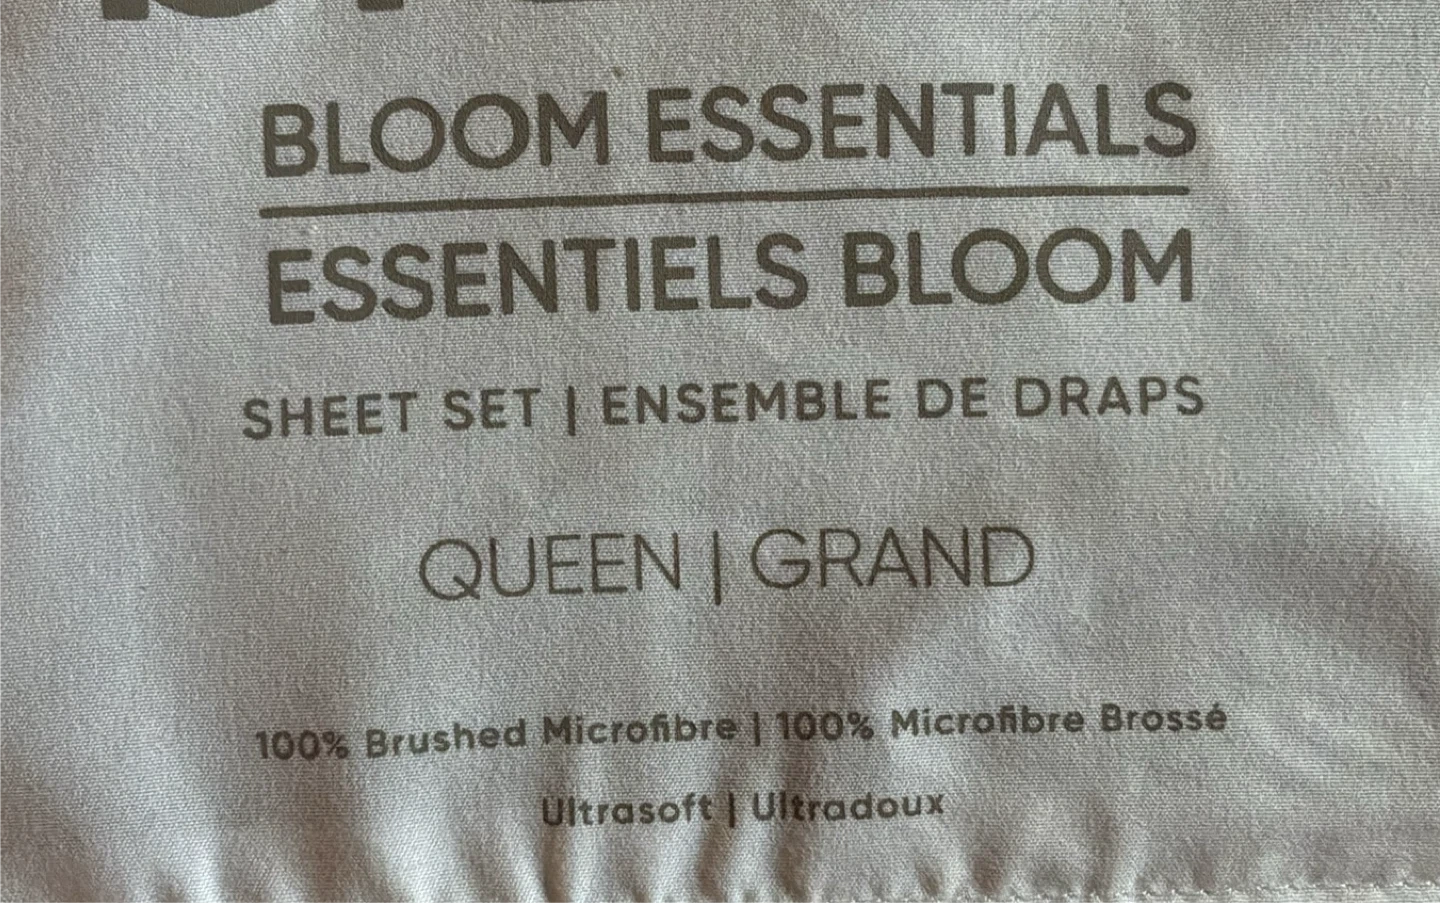 BLOOM ESSENTIALS
ESSENTIELS BLOOM
SHEET SET | ENSEMBLE DE DRAPS
QUEEN | GRAND
100% Brushed Microfibre | 100% Microfibre Brossé
Ultrasoft | Ultradoux